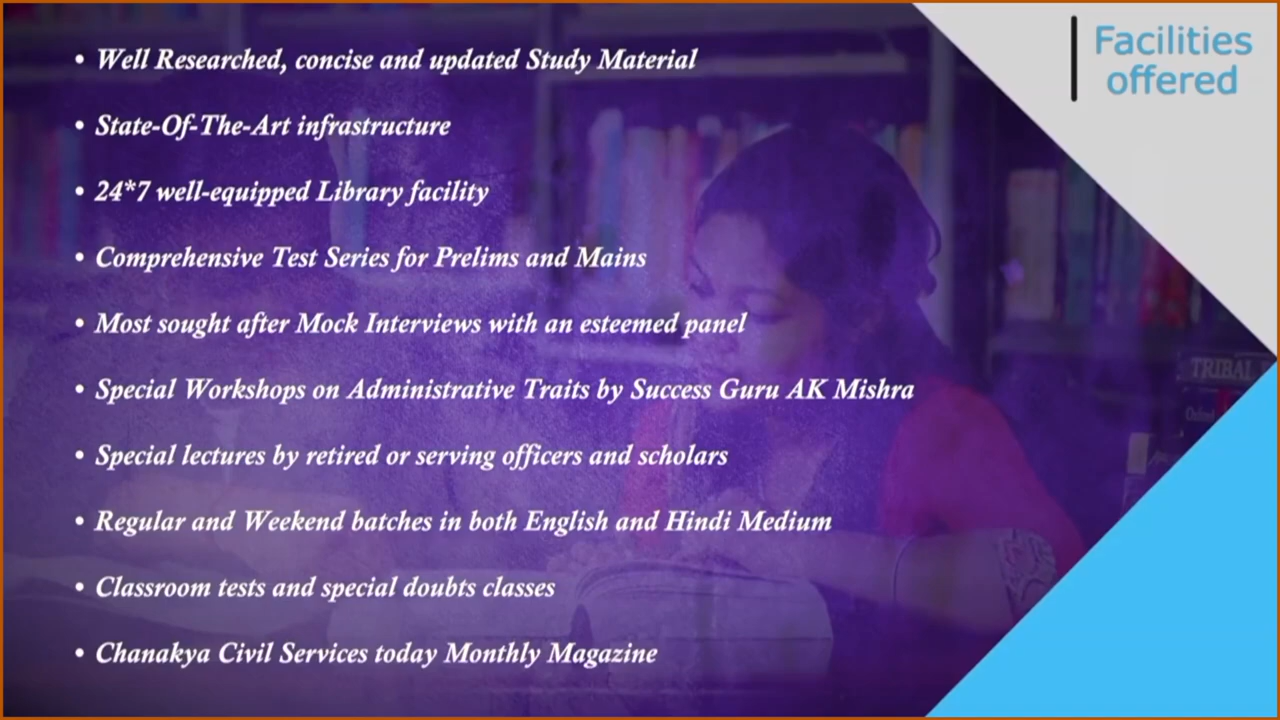 Facilities
offered
• Well Researched, concise and updated Study Material
• State-Of-The-Art infrastructure
• 24*7 well-equipped Library facility
• Comprehensive Test Series for Prelims and Mains
• Most sought after Mock Interviews with an esteemed panel
• Special Workshops on Administrative Traits by Success Guru AK Mishra
• Special lectures by retired or serving officers and scholars
• Regular and Weekend batches in both English and Hindi Medium
• Classroom tests and special doubts classes
• Chanakya Civil Services today Monthly Magazine
TRIBAL